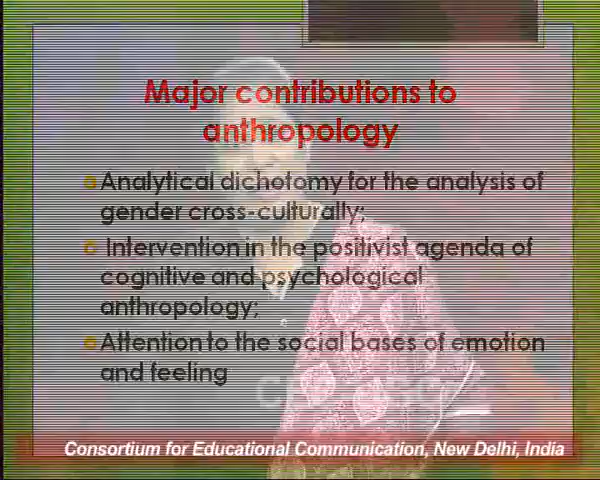 Major contributions to
anthropology
Analytical dichotomy for the analysis of
gender cross-culturally;
Intervention in the positivist agenda of
cognitive and psychological
anthropology;
Attention to the social bases of emotion
and feeling
Consortium for Educational Communication, New Delhi, India